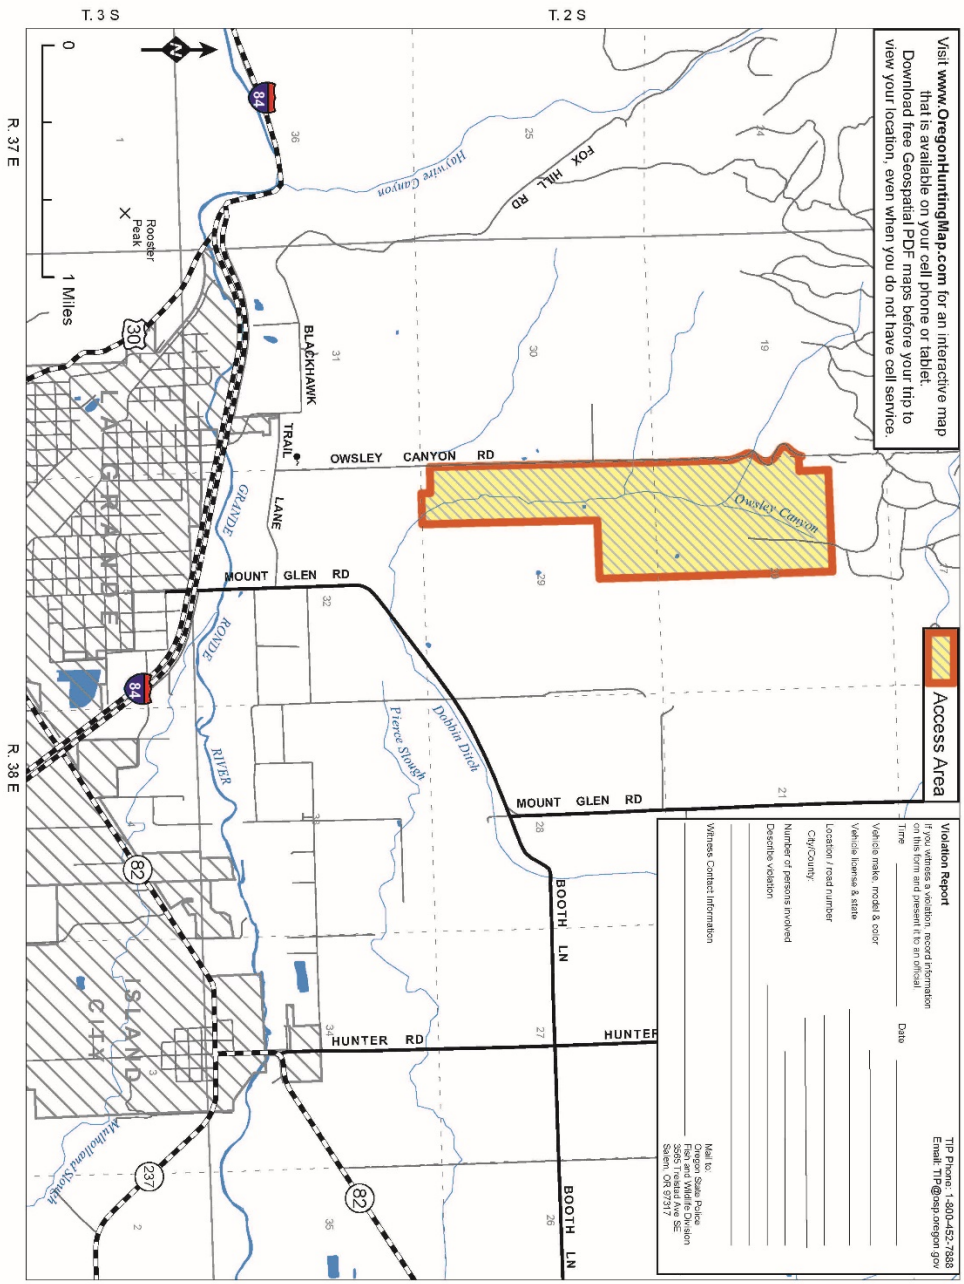 Visit www.OregonHuntingMap.com for an interactive map
that is available on your cell phone or tablet.
Download free Geospatial PDF maps before your trip to
view your location, even when you do not have cell service.
Access Area
Violation Report
If you witness a violation, record information
on this form and present it to an official.
TIP Phone: 1-800-452-7888
Email: TIP@osp.oregon.gov
Time
Date
Vehicle make, model & color
Vehicle license & state
Location / road number
City/County:
Number of persons involved
Describe violation
Witness Contact Information
Mail to:
Oregon State Police
Fish and Wildlife Division
3565 Trelstad Ave SE
Salem, OR 97317
T. 2 S
T. 3 S
R. 37 E
R. 38 E
24
19
21
25
30
29
28
27
26
36
31
32
34
35
1
3
2
FOX HILL RD
Haywire Canyon
Owsley Canyon
OWSLEY CANYON RD
BLACKHAWK
TRAIL
LANE
MOUNT GLEN RD
MOUNT GLEN RD
Dobbin Ditch
Pierce Slough
BOOTH LN
BOOTH LN
HUNTER RD
HUNTER
GRANDE
RONDE
RIVER
84
84
30
82
82
237
Rooster
Peak
LA GRANDE
ISLAND
CITY
Mulholland Slough
N
0
1 Miles